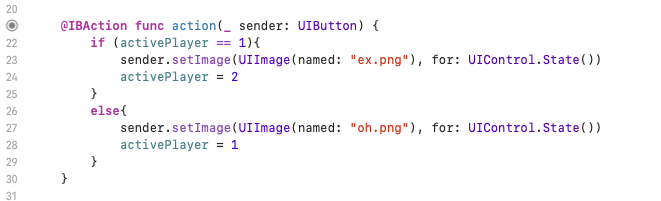 20
@IBAction func action(_ sender: UIButton) {
22 if (activePlayer == 1){
23 sender.setImage(UIImage(named: "ex.png"), for: UIControl.State())
24 activePlayer = 2
25 }
26 else{
27 sender.setImage(UIImage(named: "oh.png"), for: UIControl.State())
28 activePlayer = 1
29 }
30 }
31